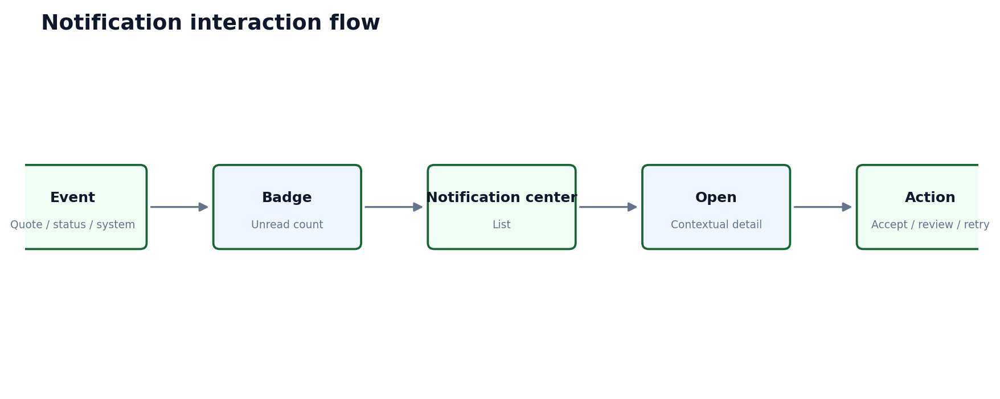 Notification interaction flow
Event
Quote / status / system
Badge
Unread count
Notification center
List
Open
Contextual detail
Action
Accept / review / retry